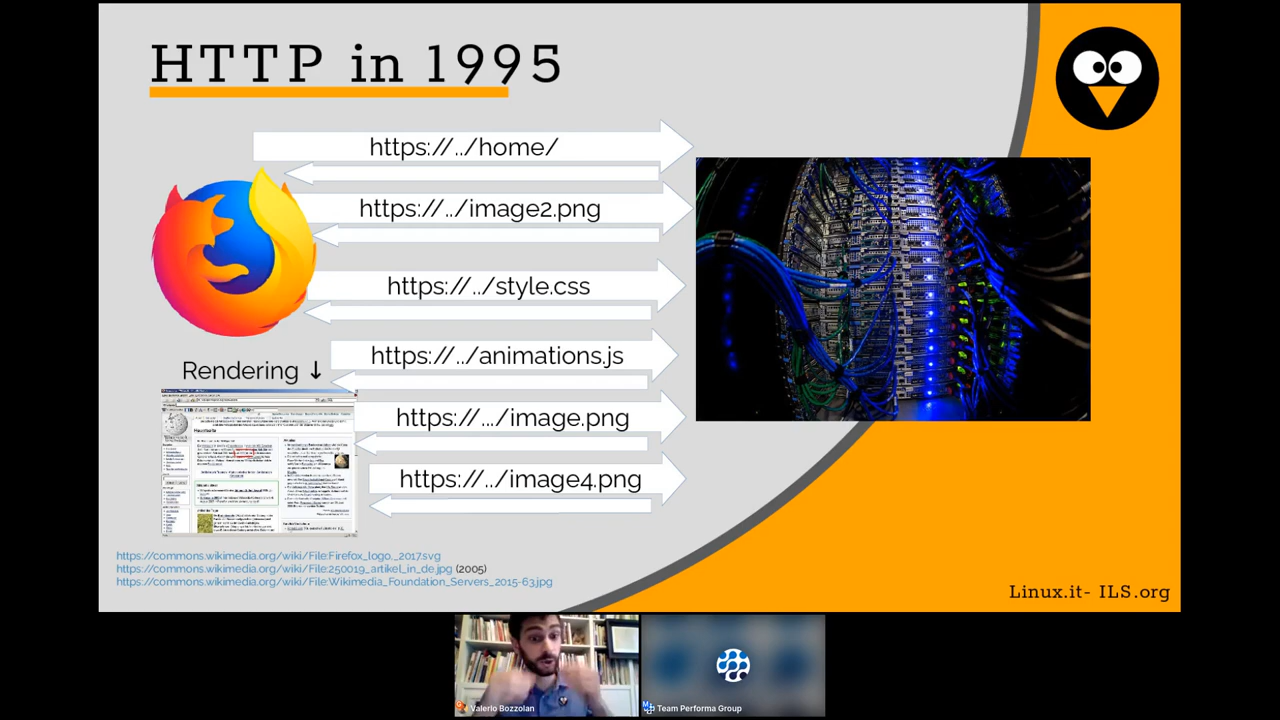 HTTP in 1995
https://../home/
https://../image2.png
https://../style.css
https://../animations.js
Rendering ↓
https://.../image.png
https://../image4.png
https://commons.wikimedia.org/wiki/File:Firefox_logo,_2017.svg
https://commons.wikimedia.org/wiki/File:250019_artikel_in_de.jpg (2005)
https://commons.wikimedia.org/wiki/File:Wikimedia_Foundation_Servers_2015-63.jpg
Linux.it- ILS.org
Valerio Bozzolan
Team Performa Group